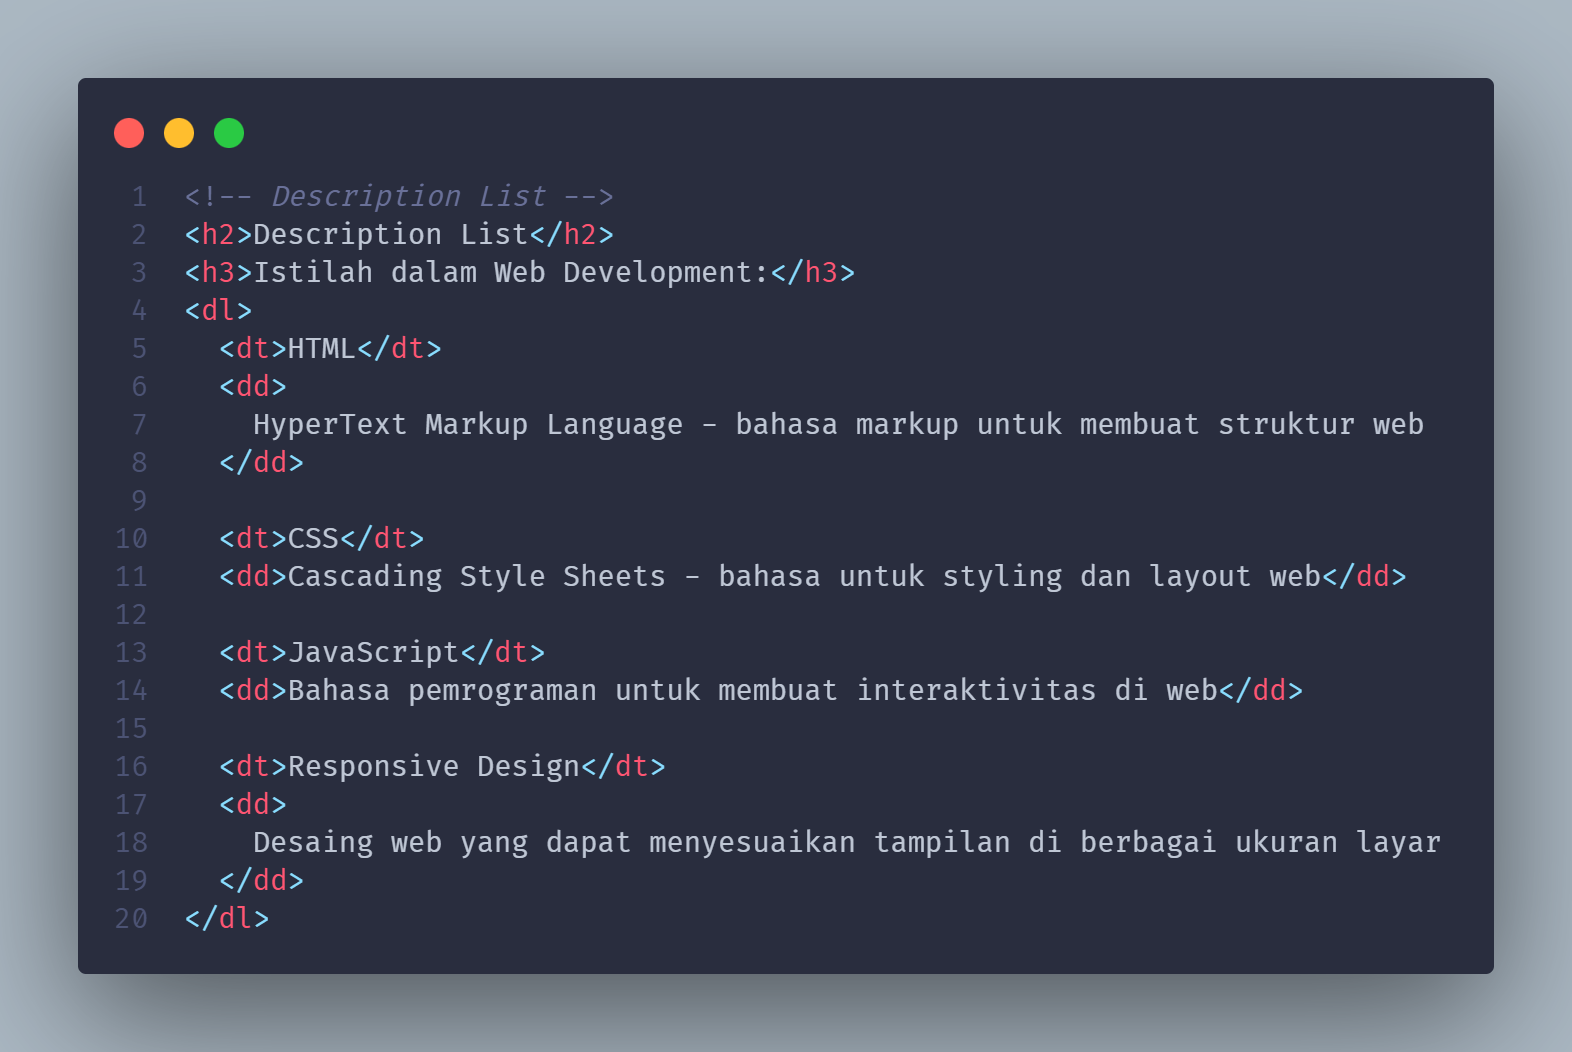 1 <!-- Description List -->
2 <h2>Description List</h2>
3 <h3>Istilah dalam Web Development:</h3>
4 <dl>
5   <dt>HTML</dt>
6   <dd>
7     HyperText Markup Language - bahasa markup untuk membuat struktur web
8   </dd>
9
10   <dt>CSS</dt>
11   <dd>Cascading Style Sheets - bahasa untuk styling dan layout web</dd>
12
13   <dt>JavaScript</dt>
14   <dd>Bahasa pemrograman untuk membuat interaktivitas di web</dd>
15
16   <dt>Responsive Design</dt>
17   <dd>
18     Desaing web yang dapat menyesuaikan tampilan di berbagai ukuran layar
19   </dd>
20 </dl>